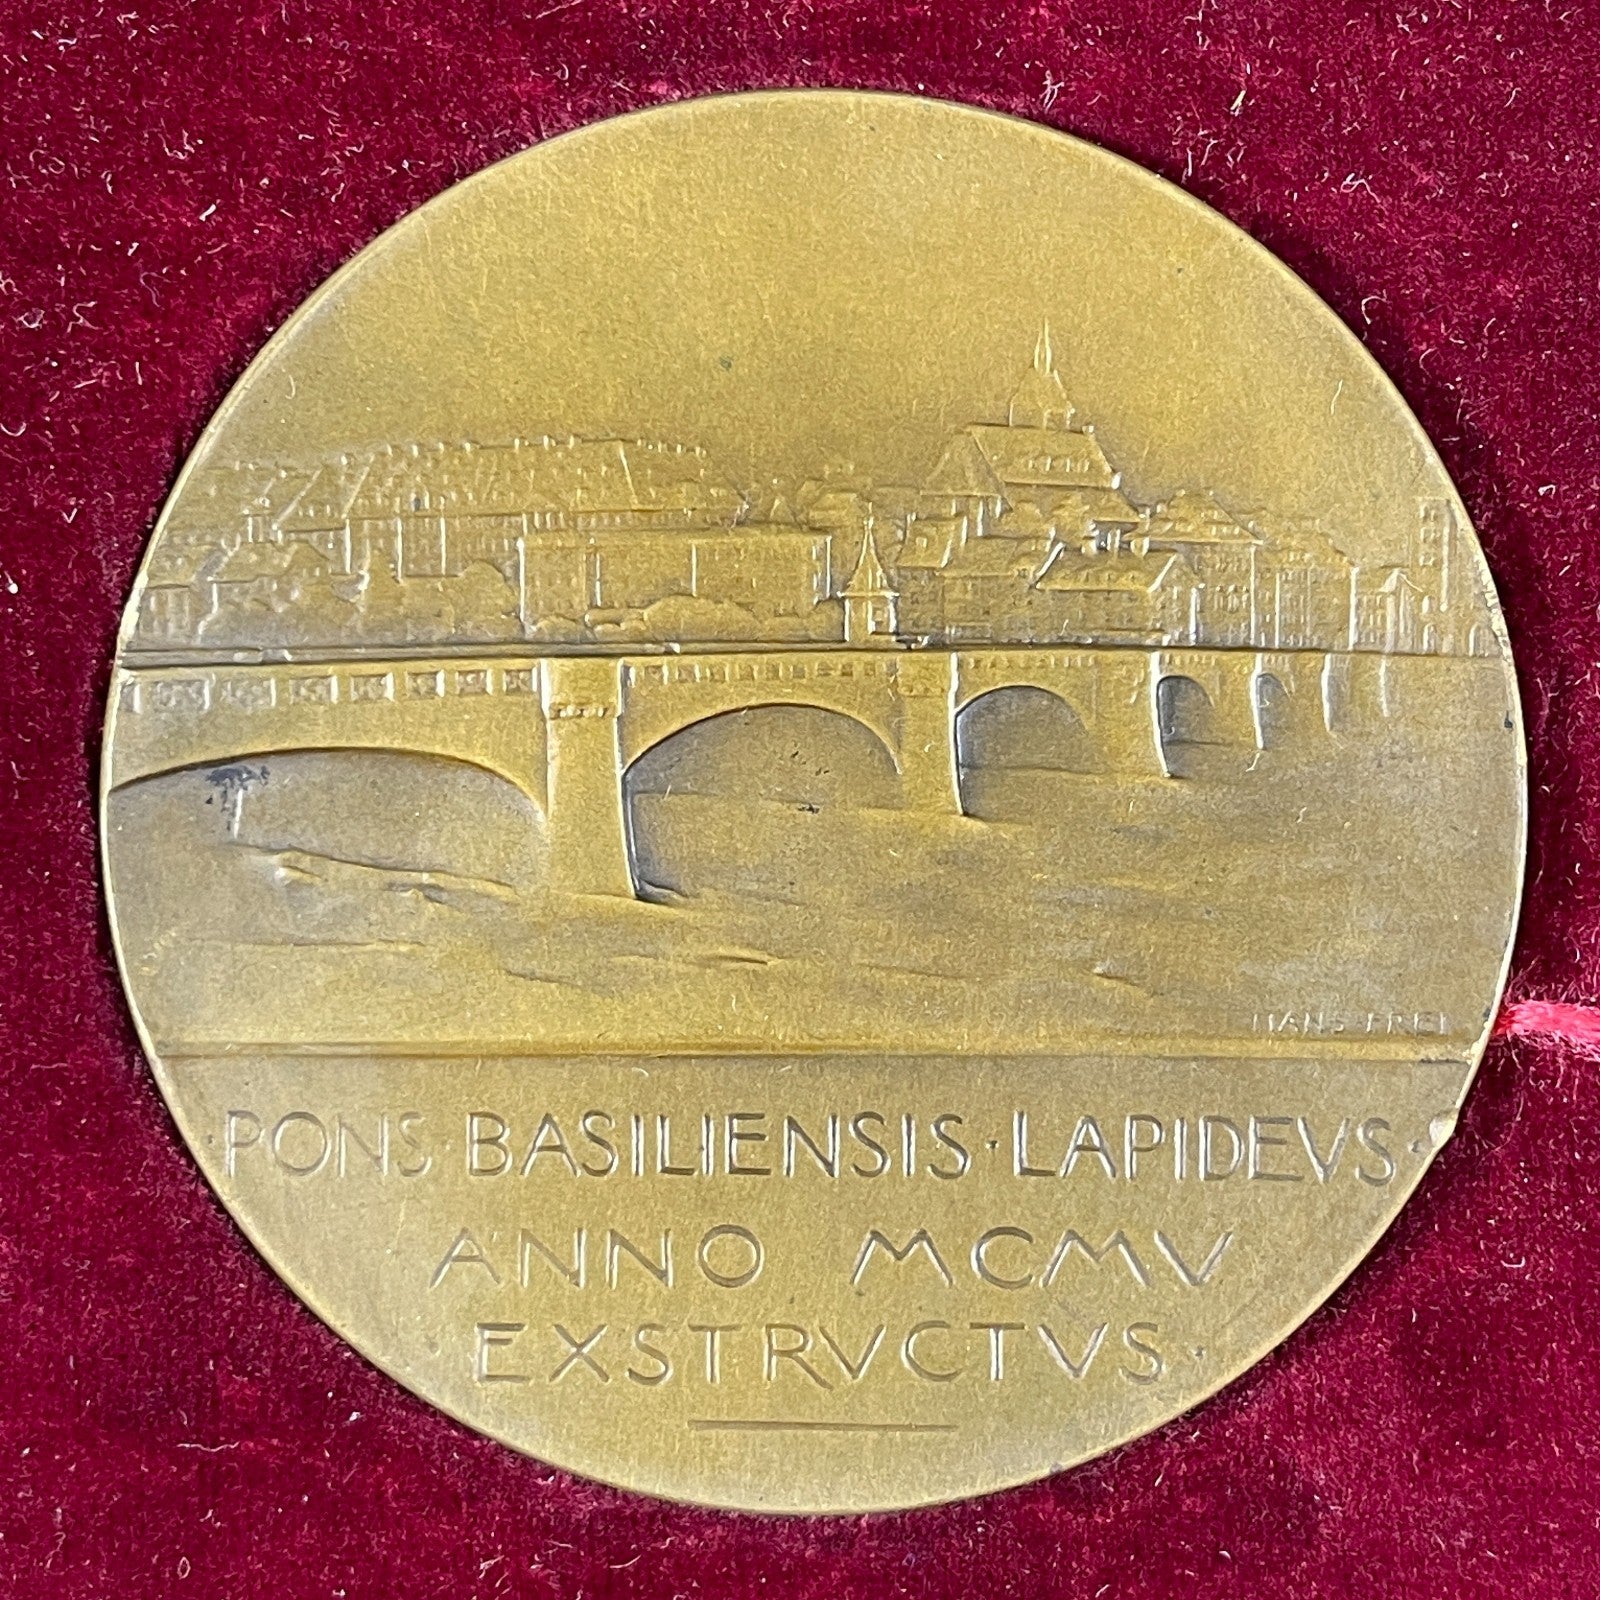 HANS FREI
·PONS·BASILIENSIS·LAPIDEVS·
ANNO MCMV
EXSTRVCTVS·